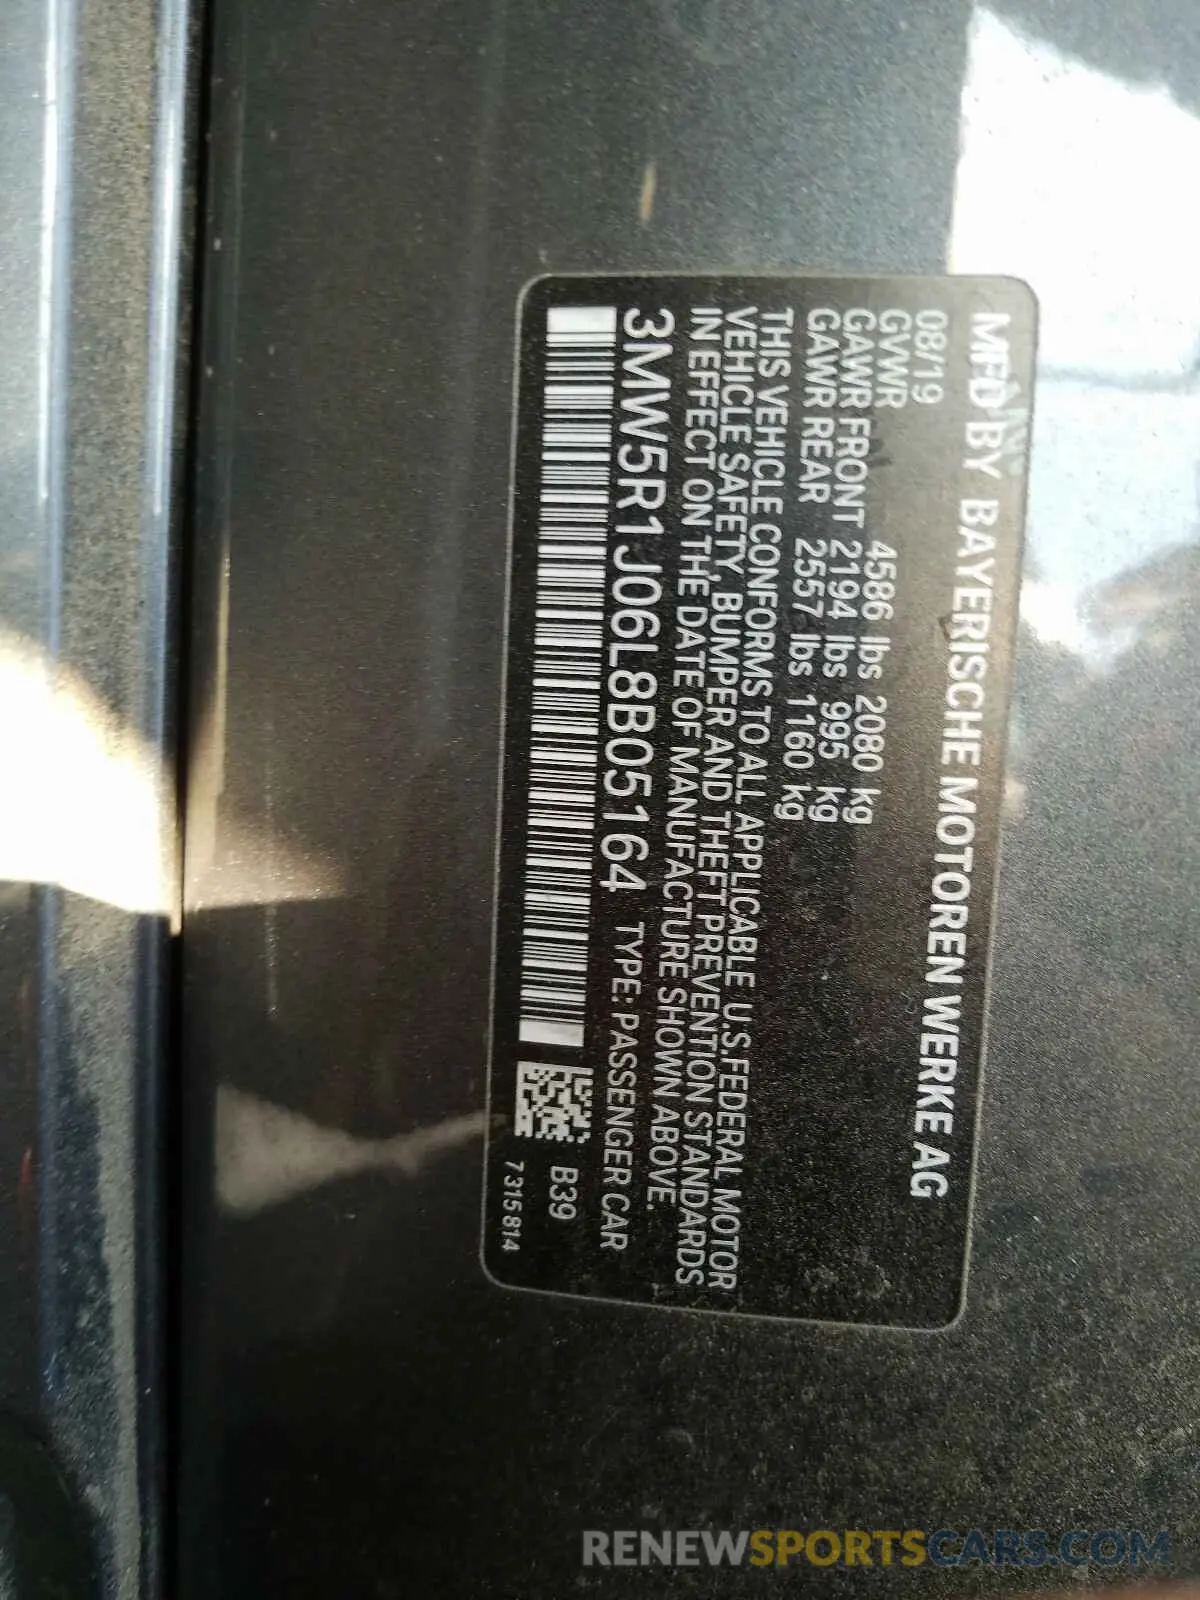 MFD BY BAYERISCHE MOTOREN WERKE AG
08/19
GVWR 4586 lbs 2080 kg
GAWR FRONT 2194 lbs 995 kg
GAWR REAR 2557 lbs 1160 kg
THIS VEHICLE CONFORMS TO ALL APPLICABLE U.S.FEDERAL MOTOR
VEHICLE SAFETY, BUMPER AND THEFT PREVENTION STANDARDS
IN EFFECT ON THE DATE OF MANUFACTURE SHOWN ABOVE.
3MW5R1J06L8B05164 TYPE: PASSENGER CAR
B39
7315814
RENEWSPORTSCARS.COM